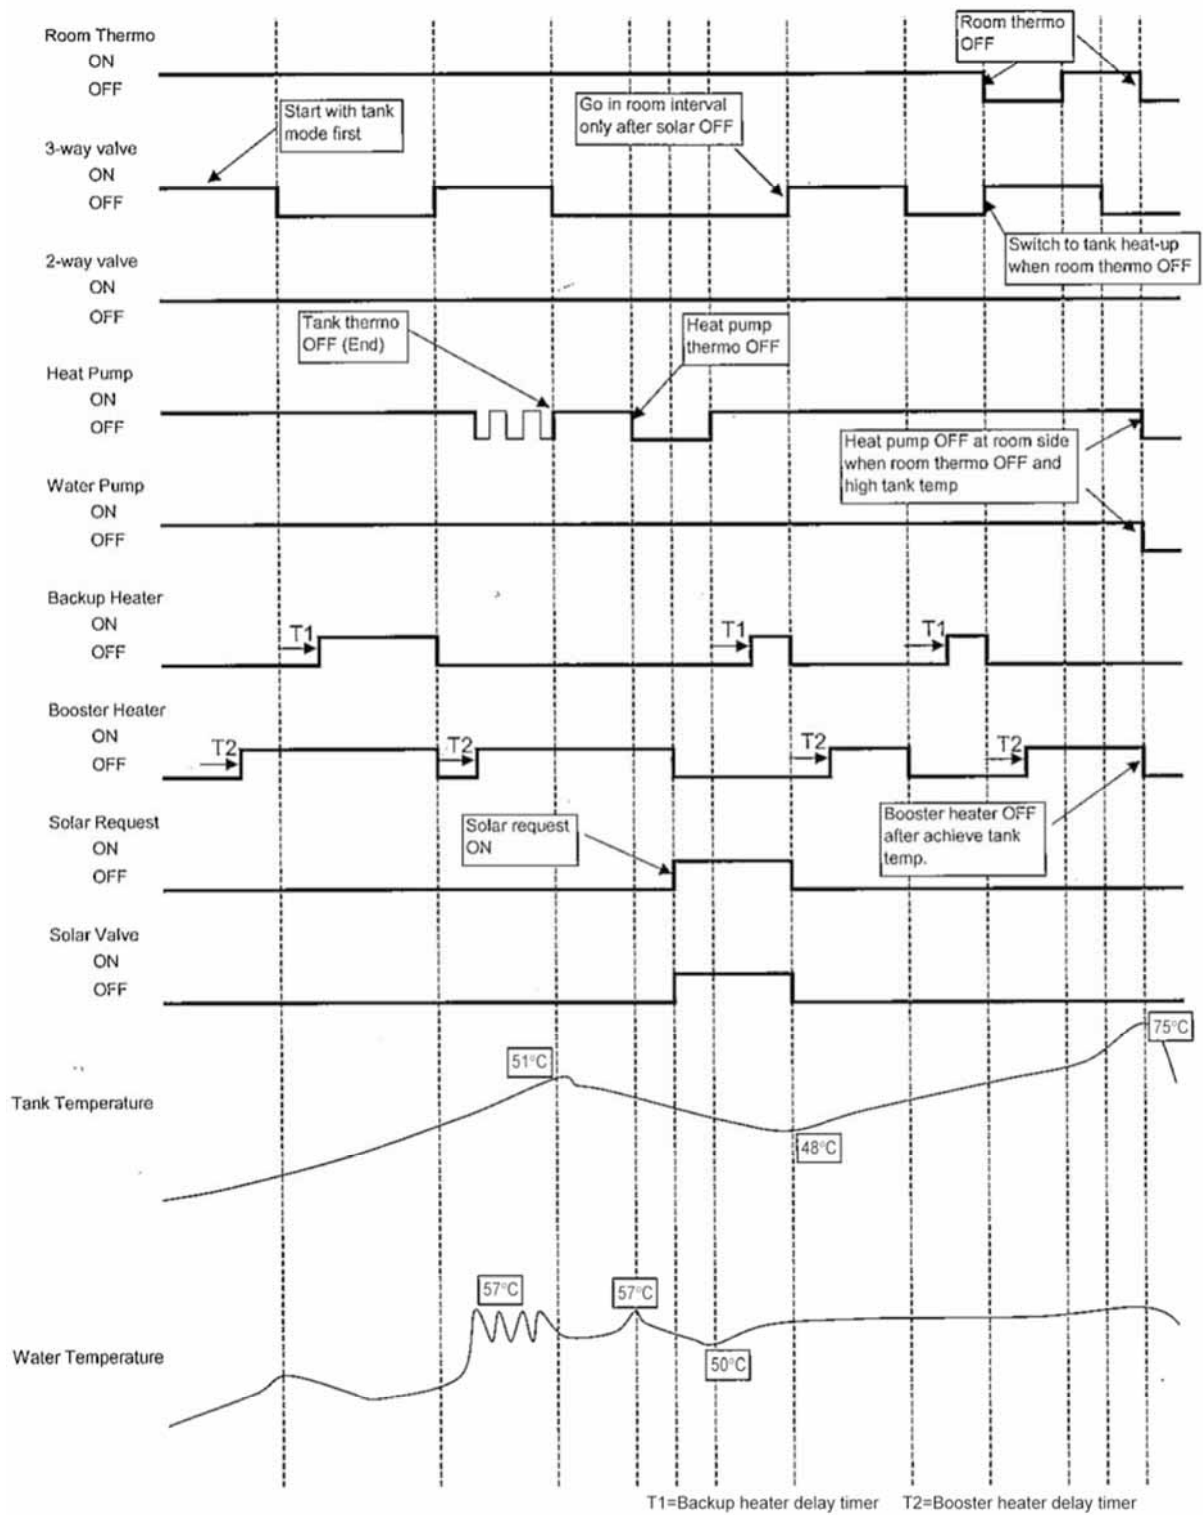 Room Thermo
ON
OFF
Room thermo
OFF
Start with tank
mode first
Go in room interval
only after solar OFF
3-way valve
ON
OFF
Switch to tank heat-up
when room thermo OFF
2-way valve
ON
OFF
Tank thermo
OFF (End)
Heat pump
thermo OFF
Heat Pump
ON
OFF
Heat pump OFF at room side
when room thermo OFF and
high tank temp
Water Pump
ON
OFF
Backup Heater
ON
OFF
T1
T1
T1
Booster Heater
ON
OFF
T2
T2
T2
T2
Booster heater OFF
after achieve tank
temp.
Solar Request
ON
OFF
Solar request
ON
Solar Valve
ON
OFF
75°C
51°C
Tank Temperature
48°C
57°C
57°C
Water Temperature
50°C
T1=Backup heater delay timer T2=Booster heater delay timer